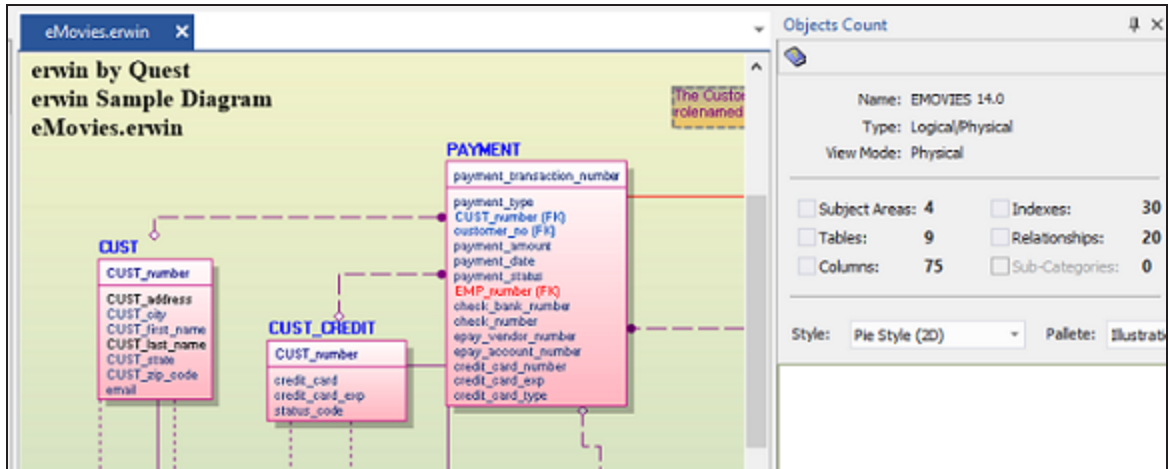 eMovies.erwin
Objects Count
erwin by Quest
erwin Sample Diagram
eMovies.erwin
The Custo
rolenamed
PAYMENT
payment_transaction_number
payment_type
CUST_number (FK)
customer_no (FK)
payment_amount
payment_date
payment_status
EMP_number (FK)
check_bank_number
check_number
epay_vendor_number
epay_account_number
credit_card_number
credit_card_exp
credit_card_type
CUST
CUST_number
CUST_address
CUST_city
CUST_first_name
CUST_last_name
CUST_state
CUST_zip_code
email
CUST_CREDIT
CUST_number
credit_card
credit_card_exp
status_code
Name: EMOVIES 14.0
Type: Logical/Physical
View Mode: Physical
Subject Areas: 4 Indexes: 30
Tables: 9 Relationships: 20
Columns: 75 Sub-Categories: 0
Style: Pie Style (2D) Pallete: Illustrati